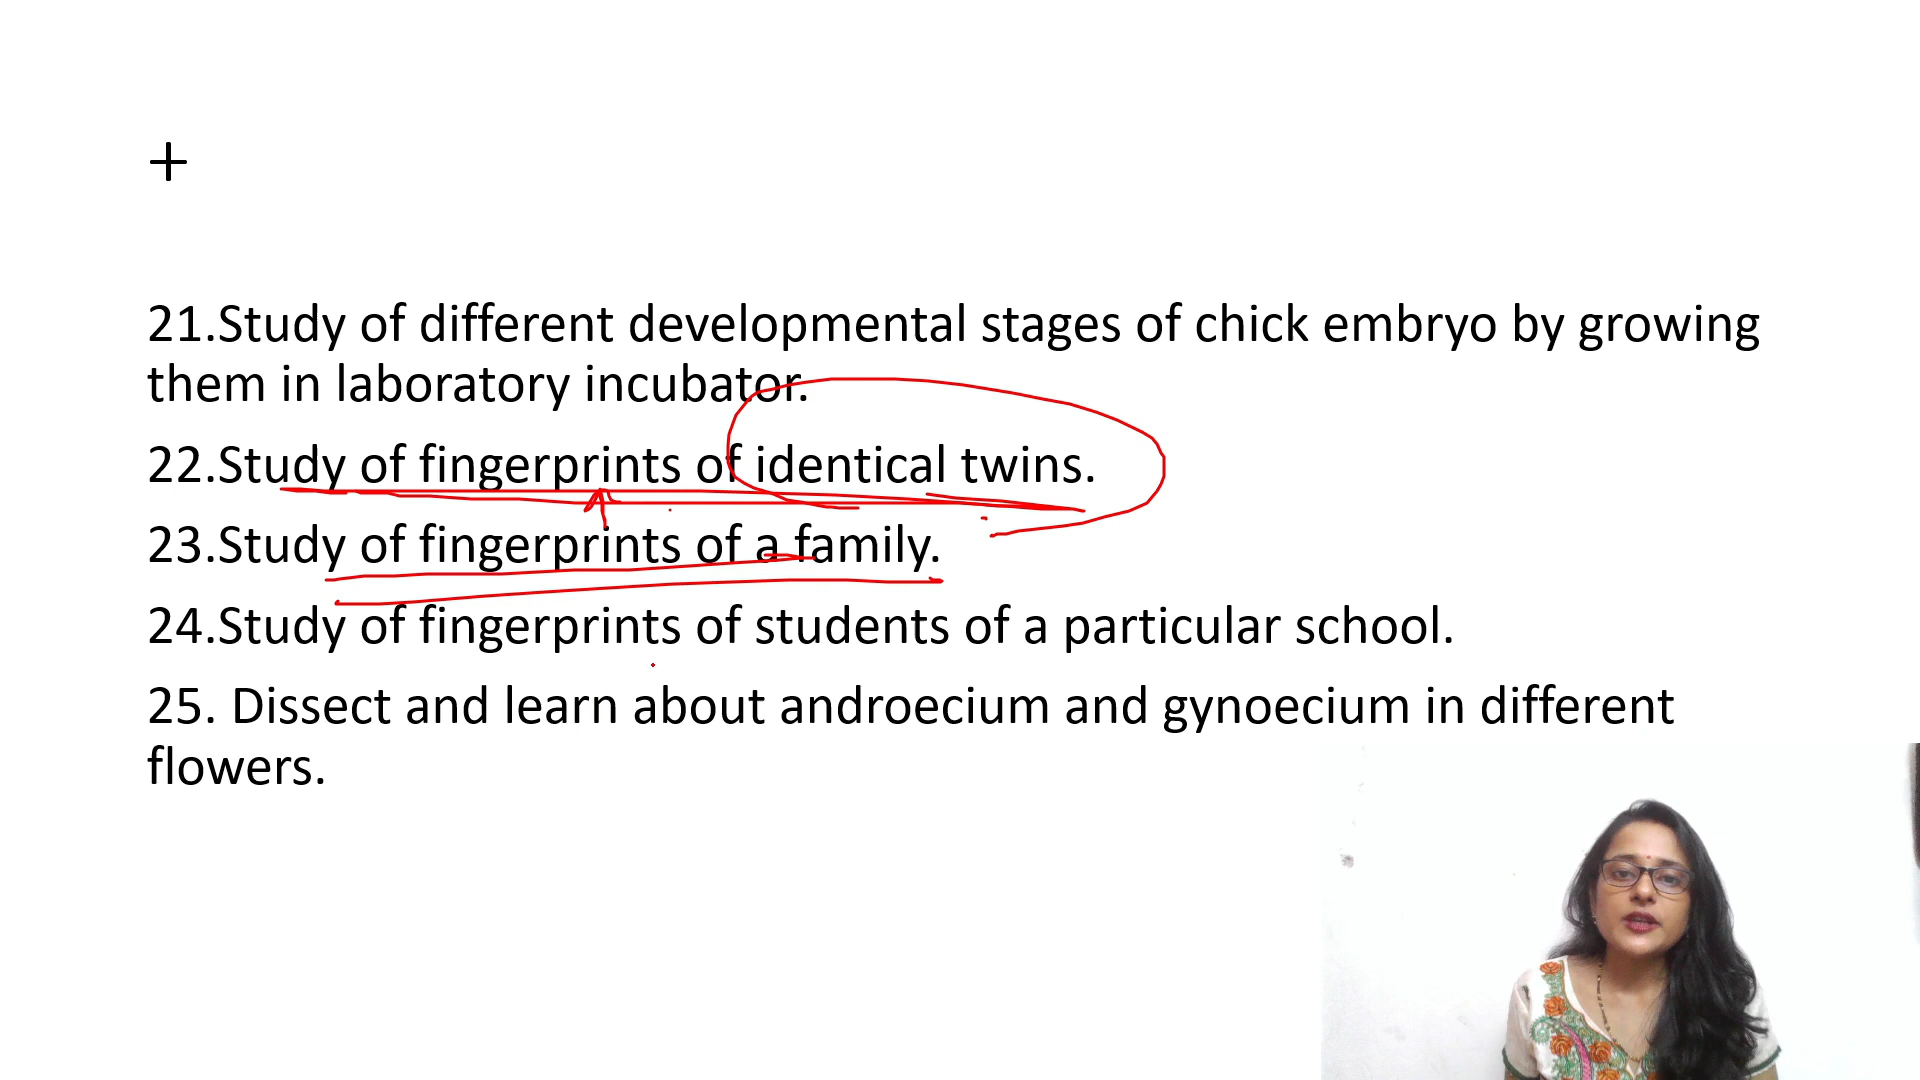 +
21.Study of different developmental stages of chick embryo by growing
them in laboratory incubator.
22.Study of fingerprints of identical twins.
23.Study of fingerprints of a family.
24.Study of fingerprints of students of a particular school.
25. Dissect and learn about androecium and gynoecium in different
flowers.